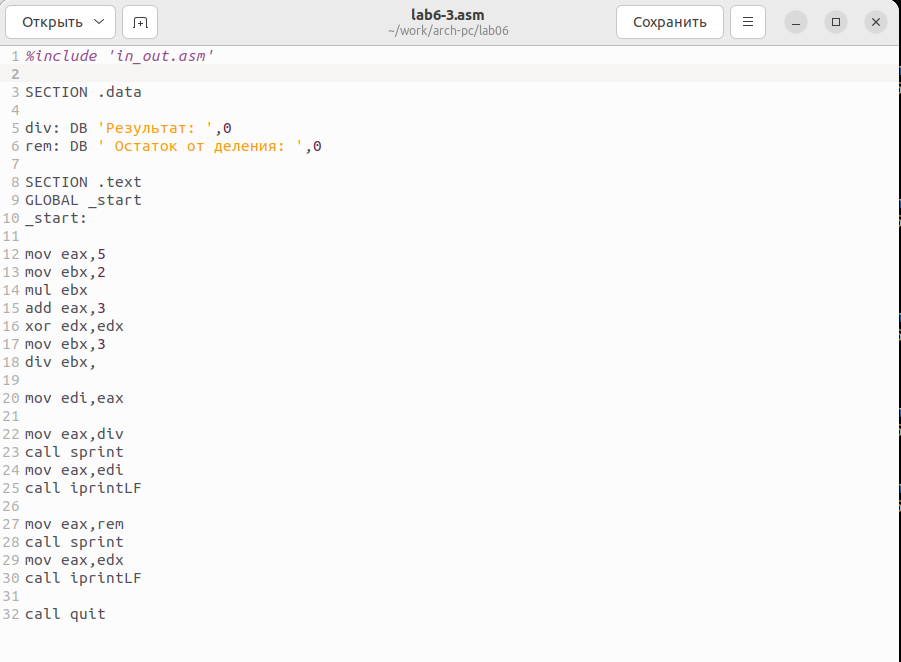 Открыть
lab6-3.asm
~/work/arch-pc/lab06
Сохранить
1 %include 'in_out.asm'
2
3 SECTION .data
4
5 div: DB 'Результат: ',0
6 rem: DB ' Остаток от деления: ',0
7
8 SECTION .text
9 GLOBAL _start
10 _start:
11
12 mov eax,5
13 mov ebx,2
14 mul ebx
15 add eax,3
16 xor edx,edx
17 mov ebx,3
18 div ebx,
19
20 mov edi,eax
21
22 mov eax,div
23 call sprint
24 mov eax,edi
25 call iprintLF
26
27 mov eax,rem
28 call sprint
29 mov eax,edx
30 call iprintLF
31
32 call quit